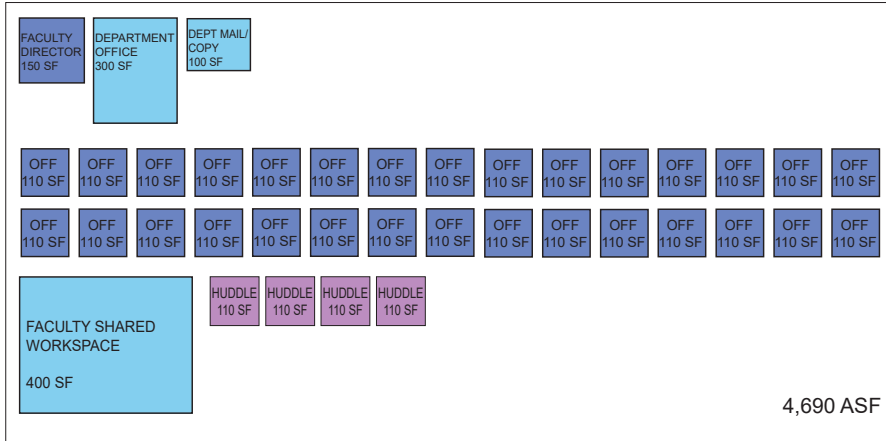 FACULTY
DIRECTOR
150 SF
DEPARTMENT
OFFICE
300 SF
DEPT MAIL/
COPY
100 SF
OFF
110 SF
OFF
110 SF
OFF
110 SF
OFF
110 SF
OFF
110 SF
OFF
110 SF
OFF
110 SF
OFF
110 SF
OFF
110 SF
OFF
110 SF
OFF
110 SF
OFF
110 SF
OFF
110 SF
OFF
110 SF
OFF
110 SF
OFF
110 SF
OFF
110 SF
OFF
110 SF
OFF
110 SF
OFF
110 SF
OFF
110 SF
OFF
110 SF
OFF
110 SF
OFF
110 SF
OFF
110 SF
OFF
110 SF
OFF
110 SF
OFF
110 SF
OFF
110 SF
OFF
110 SF
FACULTY SHARED
WORKSPACE
400 SF
HUDDLE
110 SF
HUDDLE
110 SF
HUDDLE
110 SF
HUDDLE
110 SF
4,690 ASF